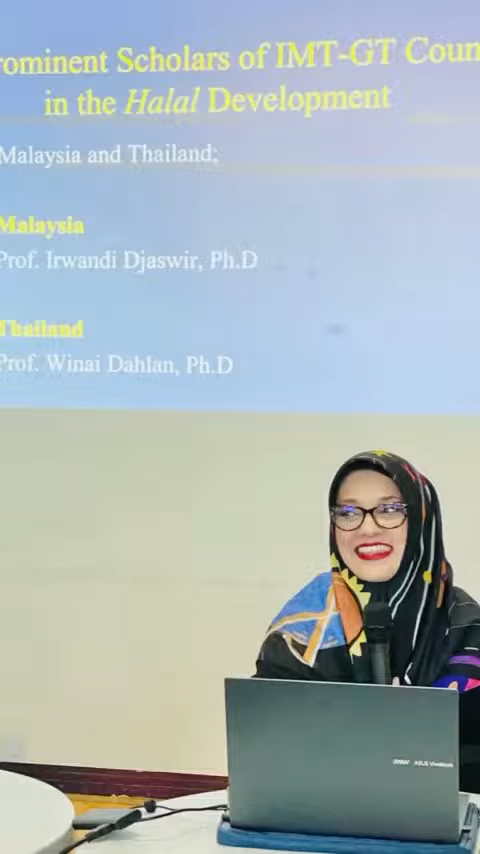 rominent Scholars of IMT-GT Coun
in the Halal Development
Malaysia and Thailand;
Malaysia
Prof. Irwandi Djaswir, Ph.D
Thailand
Prof. Winai Dahlan, Ph.D
ASUS Vivobook